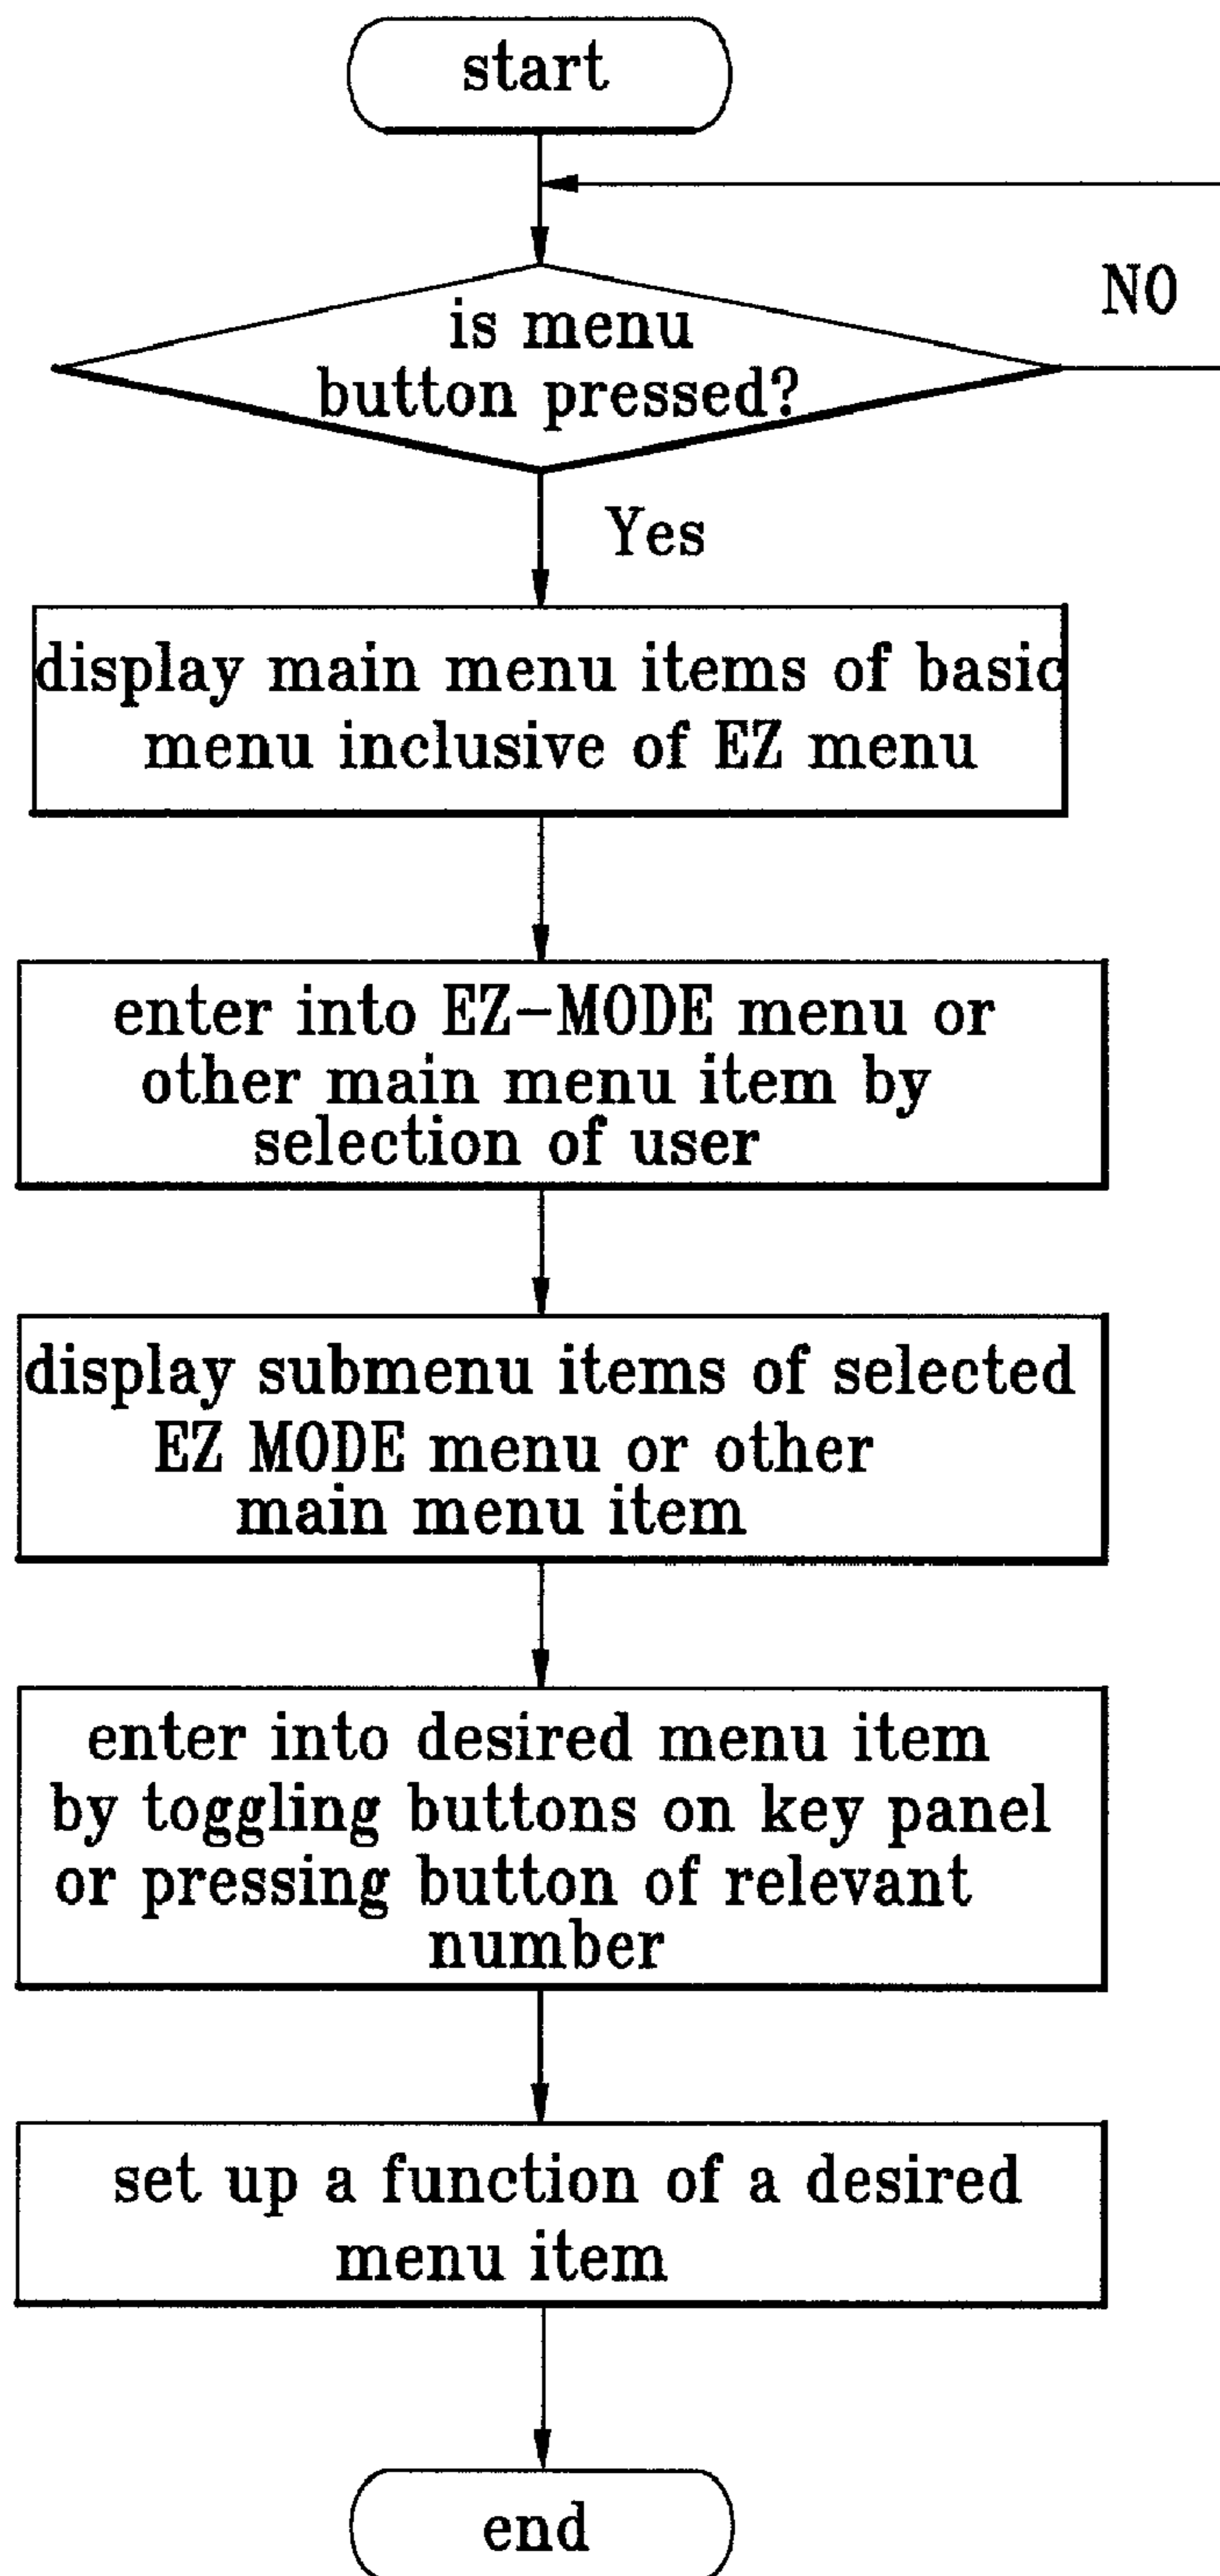 start
NO
is menu
button pressed?
Yes
display main menu items of basic
menu inclusive of EZ menu
enter into EZ-MODE menu or
other main menu item by
selection of user
display submenu items of selected
EZ MODE menu or other
main menu item
enter into desired menu item
by toggling buttons on key panel
or pressing button of relevant
number
set up a function of a desired
menu item
end